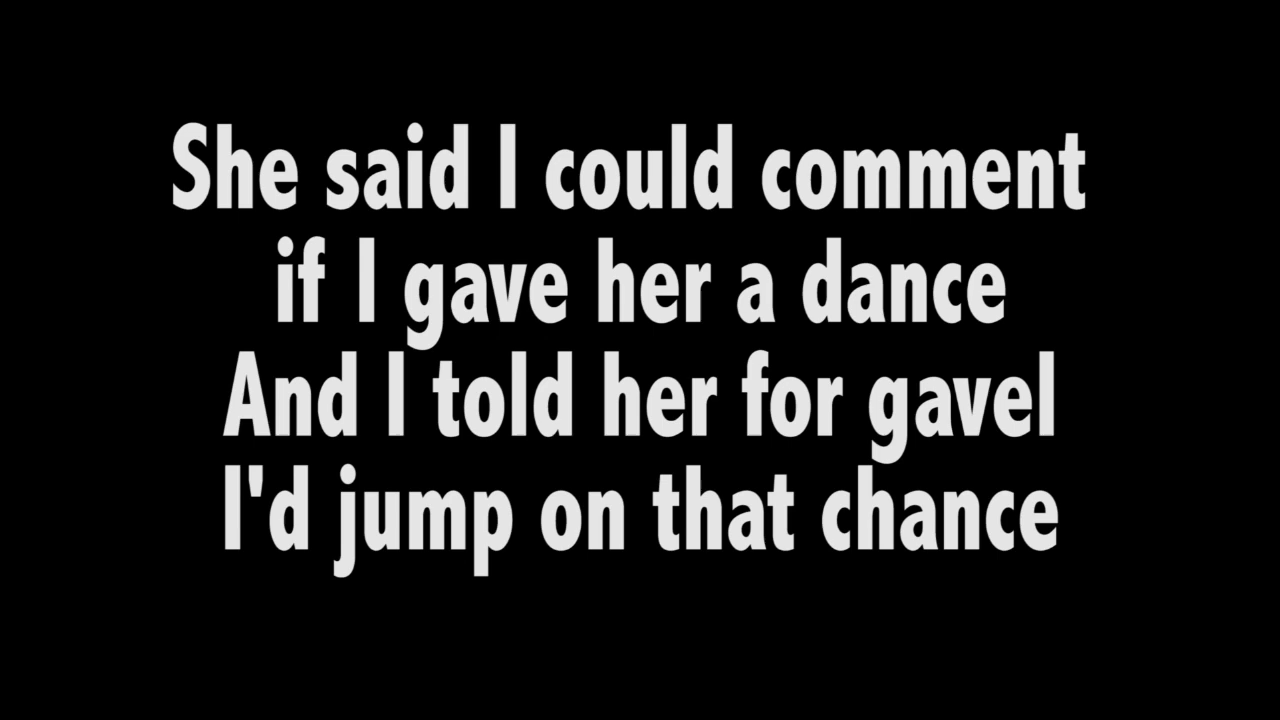 She said I could comment
if I gave her a dance
And I told her for gavel
I'd jump on that chance